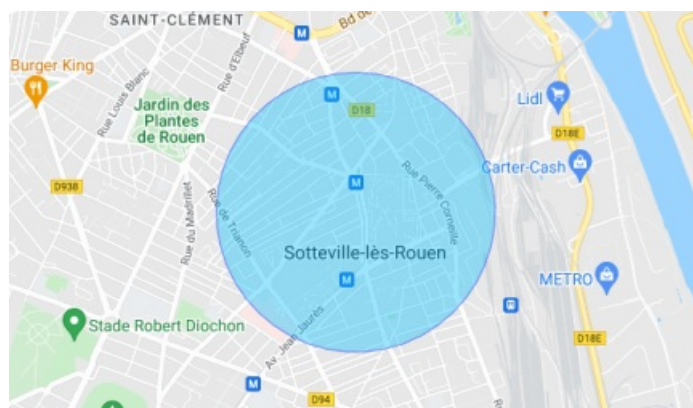 SAINT-CLÉMENT
Bd de
Burger King
Rue d'Elbeuf
Rue Louis Blanc
M
Jardin des
Plantes
de Rouen
M
D18
Lidl
D18E
Carter-Cash
Rue Pierre Corneille
M
D938
Rue du Madrillet
Rue de Trianon
Sotteville-lès-Rouen
M
METRO
Stade Robert Diochon
Av. Jean Jaurès
D18E
M
D94